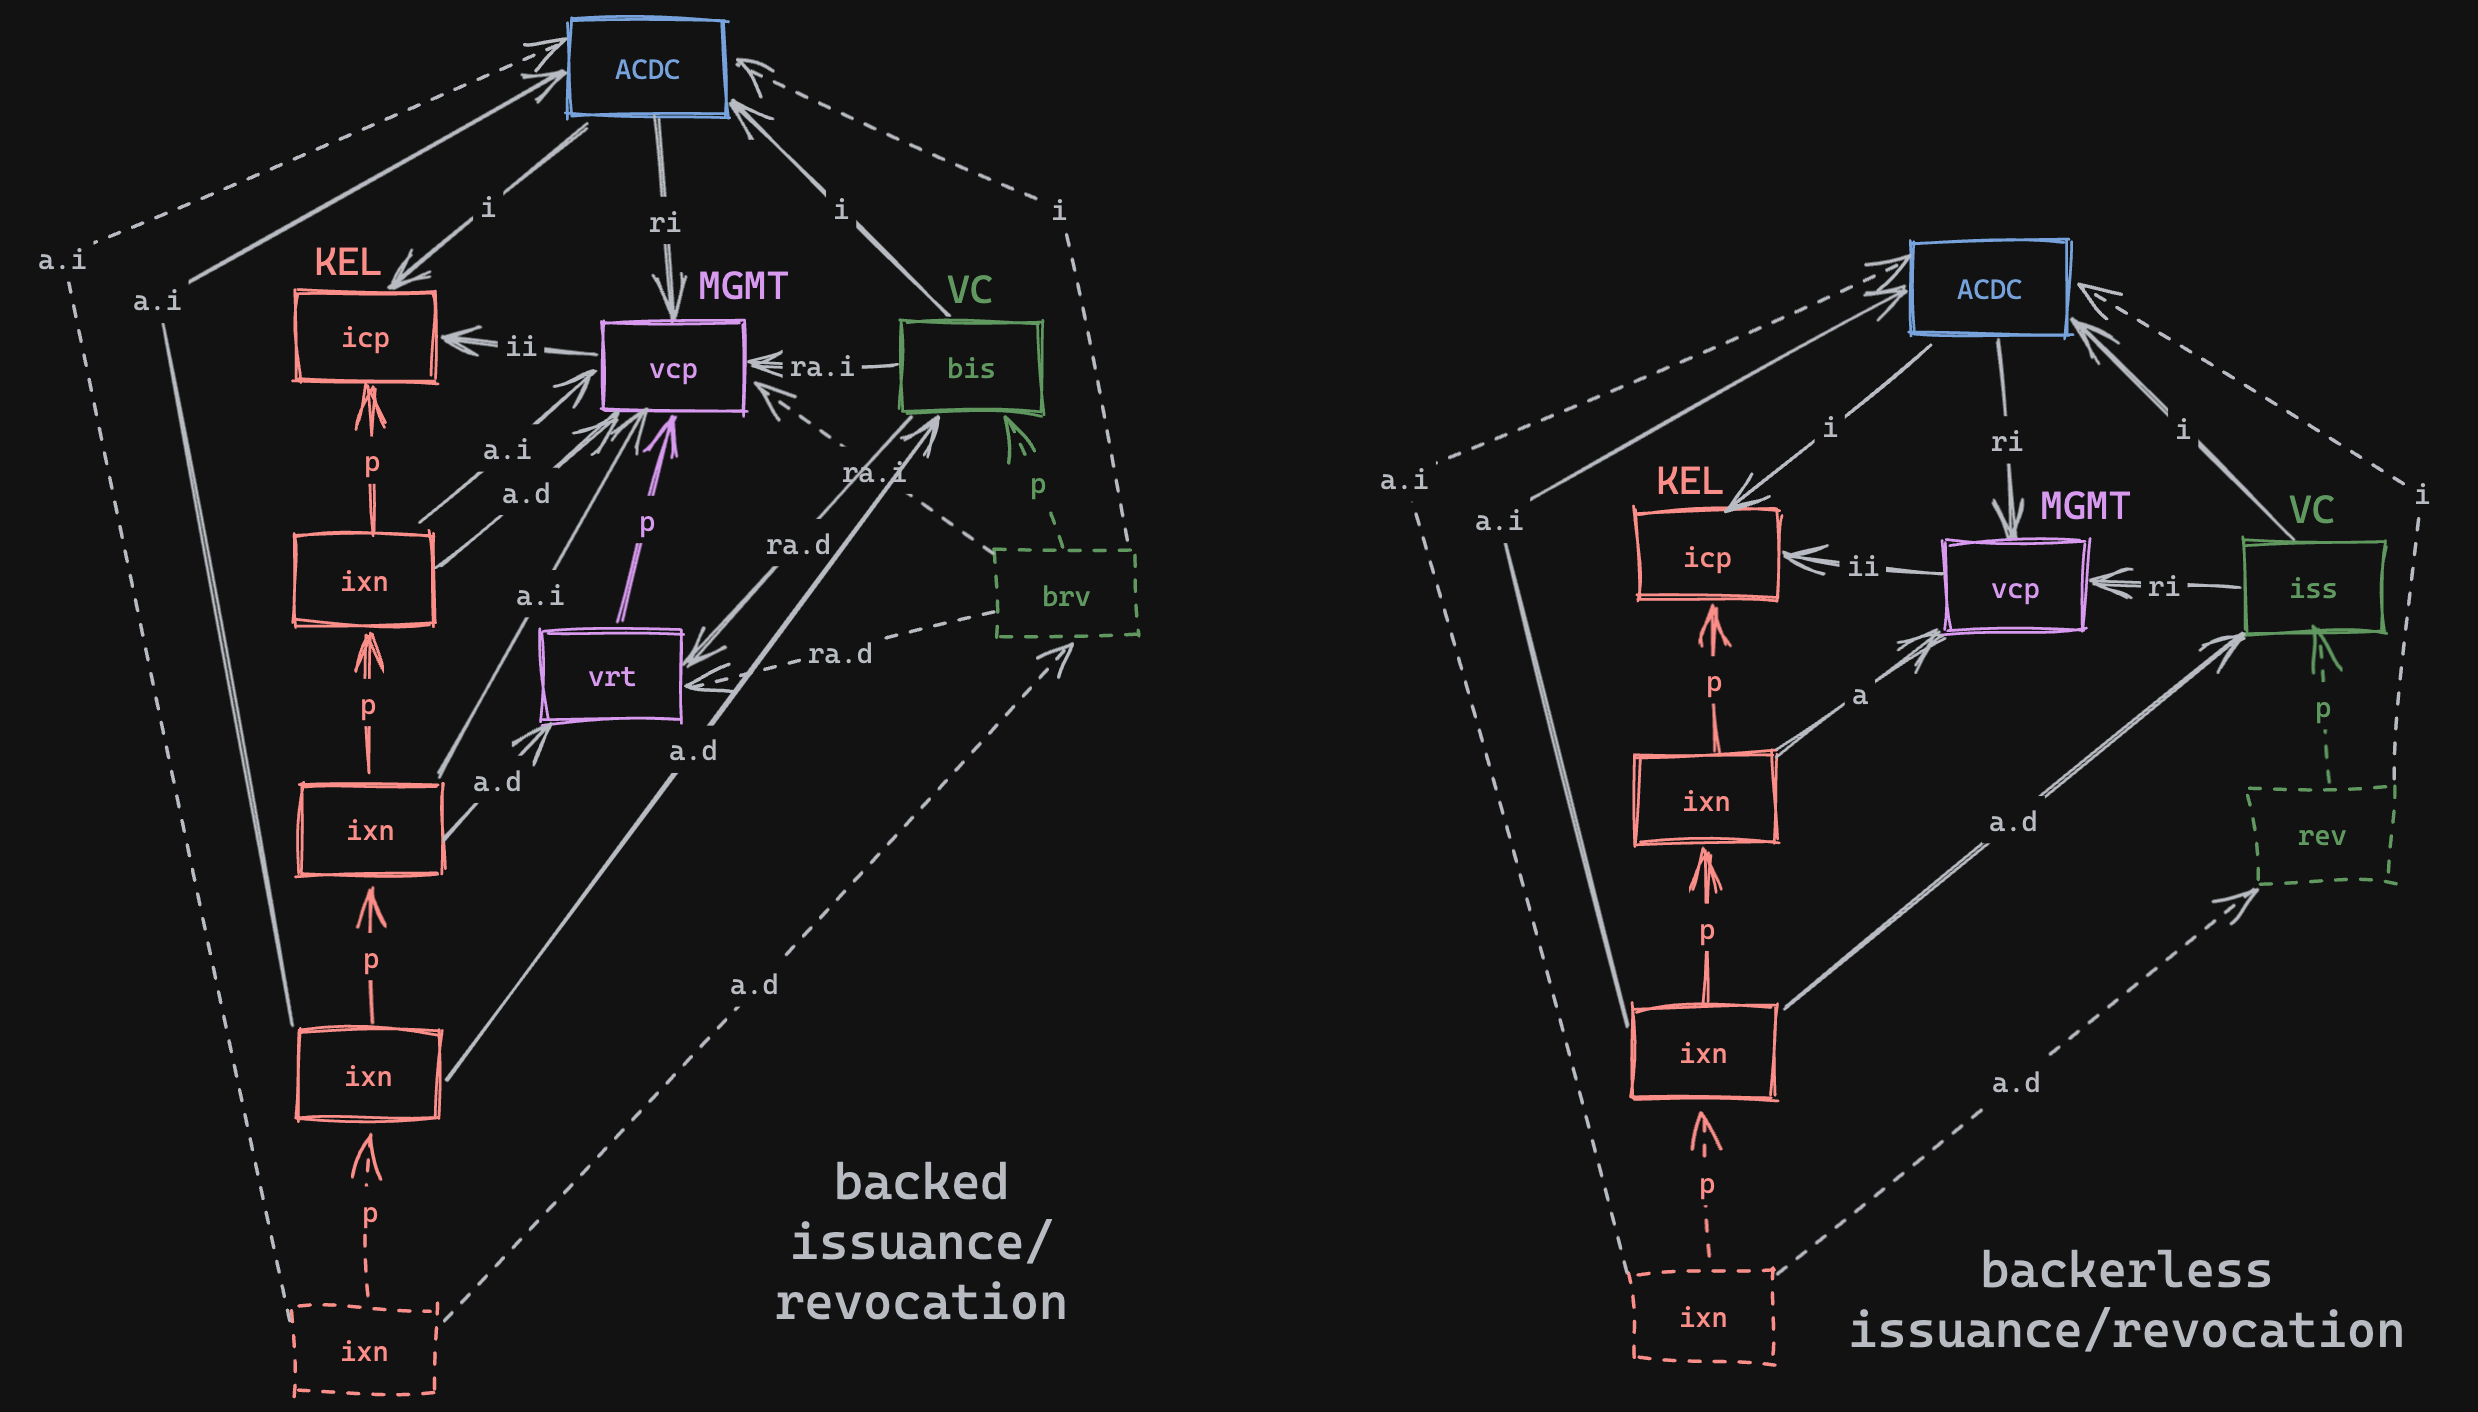 ACDC
i
ri
i
i
a.i
a.i
KEL
MGMT
VC
icp
ii
vcp
ra.i
bis
p
a.i
a.d
p
ra.i
p
ra.d
ixn
a.i
brv
ra.d
vrt
p
a.d
a.d
ixn
p
a.d
ixn
p
ixn
backed
issuance/
revocation
ACDC
i
ri
i
i
a.i
a.i
KEL
MGMT
VC
icp
ii
vcp
ri
iss
p
a
p
ixn
a.d
rev
p
ixn
a.d
p
ixn
backerless
issuance/revocation